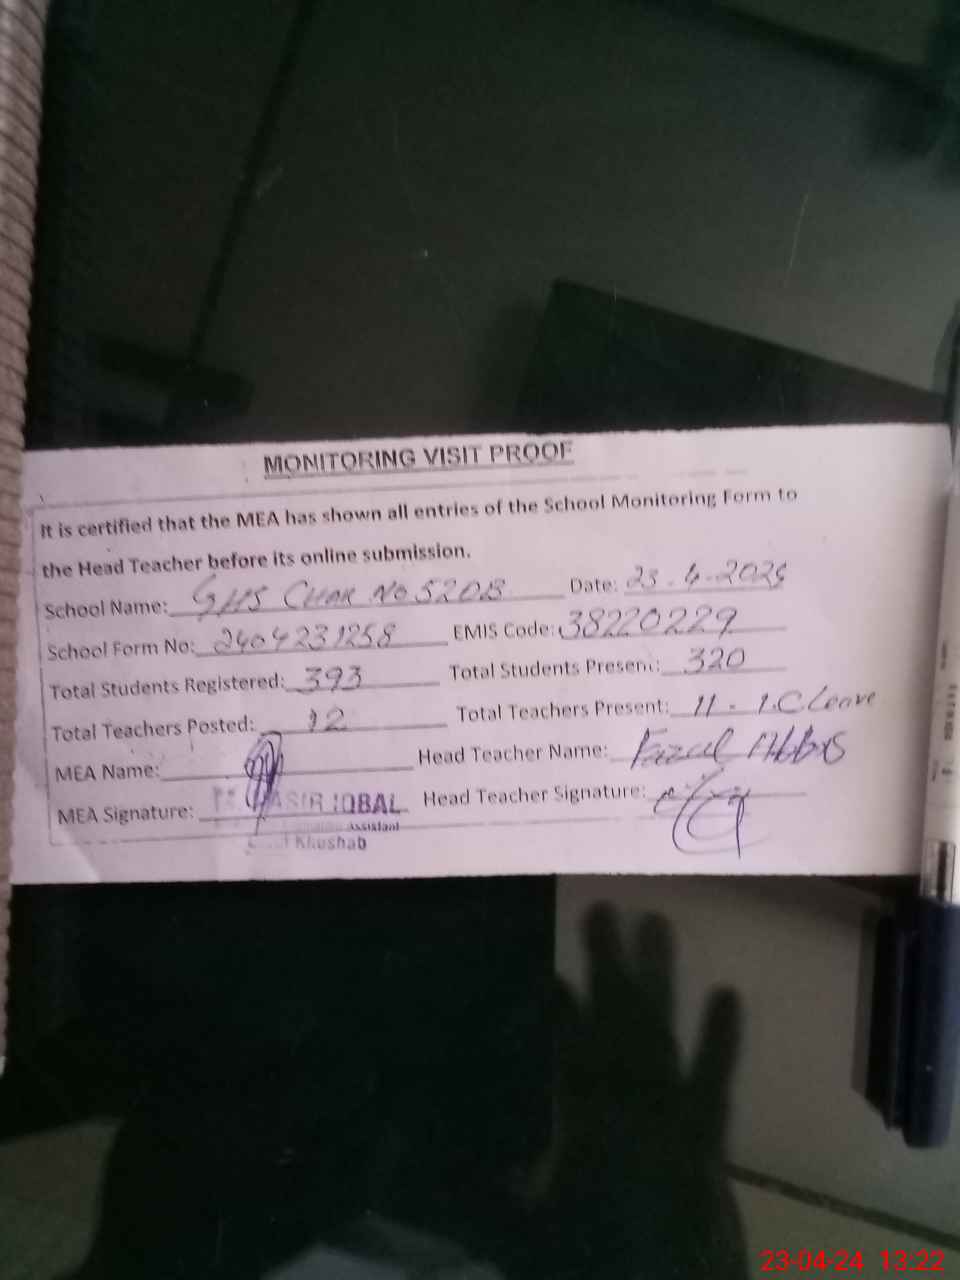 MONITORING VISIT PROOF
It is certified that the MEA has shown all entries of the School Monitoring Form to
the Head Teacher before its online submission.
School Name: GHS Chak No 52DB Date: 23-4-2024
School Form No: 2404231258 EMIS Code: 38220229
Total Students Registered: 393 Total Students Present: 320
Total Teachers Posted: 12 Total Teachers Present: 11 - 1.C Leave
MEA Name: Head Teacher Name: Fazal Abbas
MEA Signature: IQBAL Head Teacher Signature:
Assistant
Khushab
23-04-24 13:22